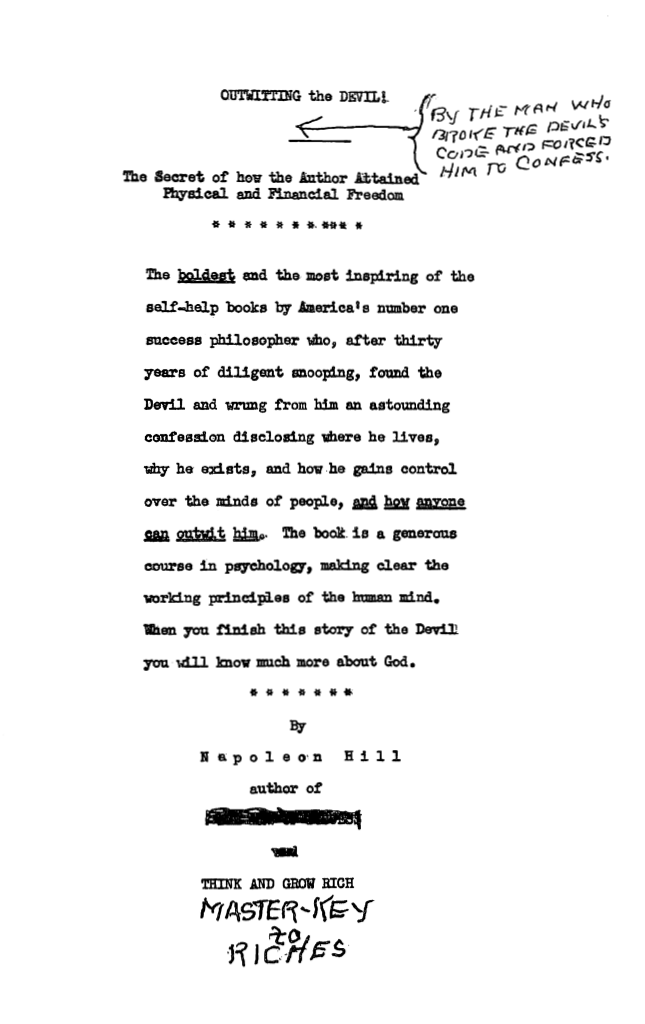 OUTWITTING the DEVIL!
"BY THE MAN WHO
BROKE THE DEVIL'S
CODE AND FORCED
HIM TO CONFESS.
The Secret of how the Author Attained
Physical and Financial Freedom
* * * * * * * * *** *
The boldest and the most inspiring of the
self-help books by America's number one
success philosopher who, after thirty
years of diligent snooping, found the
Devil and wrung from him an astounding
confession disclosing where he lives,
why he exists, and how he gains control
over the minds of people, and how anyone
can outwit him. The book is a generous
course in psychology, making clear the
working principles of the human mind.
When you finish this story of the Devil
you will know much more about God.
* * * * * * *
By
Napoleon Hill
author of
THINK AND GROW RICH
MASTER-KEY
to
RICHES